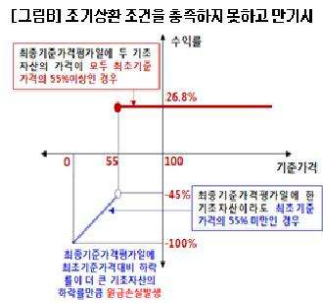 [그림B] 조기상환 조건을 충족하지 못하고 만기시
수익률
최종기준가격평가일에 두 기초
자산의 가격이 모두 최초기준
가격의 55%이상인 경우
26.8%
0
55
100
기준가격
-45%
최종기준가격평가일에 한
기초자산이라도 최초기준
가격의 55%미만인 경우
-100%
최종기준가격평가일에
최초기준가격대비 하락
률이 더 큰 기초자산의
하락률만큼 원금손실발생